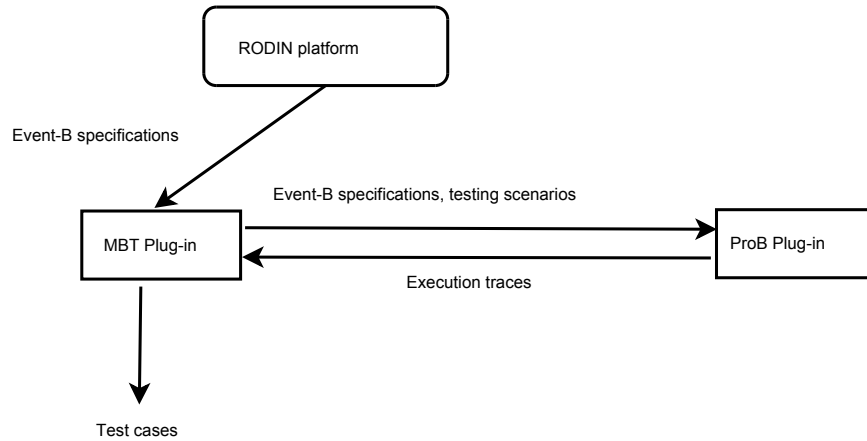 RODIN platform
Event-B specifications
Event-B specifications, testing scenarios
MBT Plug-in
ProB Plug-in
Execution traces
Test cases